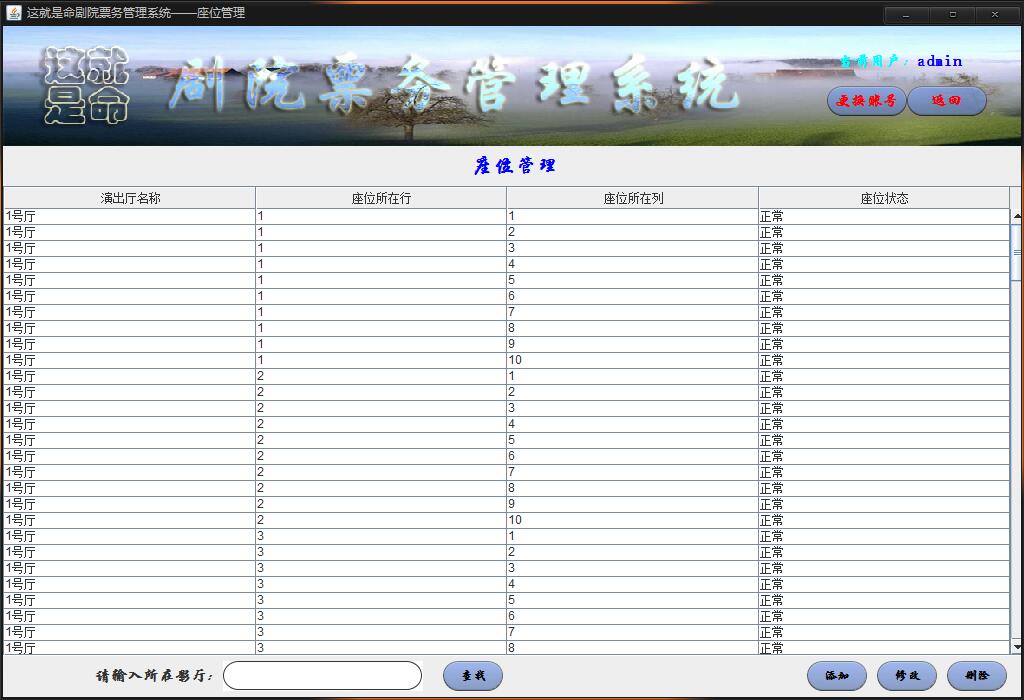 这就是命剧院票务管理系统——座位管理
这就
是命
剧院票务管理系统
当前用户：admin
更换账号 返回
座位管理
演出厅名称 座位所在行 座位所在列 座位状态
1号厅 1 1 正常
1号厅 1 2 正常
1号厅 1 3 正常
1号厅 1 4 正常
1号厅 1 5 正常
1号厅 1 6 正常
1号厅 1 7 正常
1号厅 1 8 正常
1号厅 1 9 正常
1号厅 1 10 正常
1号厅 2 1 正常
1号厅 2 2 正常
1号厅 2 3 正常
1号厅 2 4 正常
1号厅 2 5 正常
1号厅 2 6 正常
1号厅 2 7 正常
1号厅 2 8 正常
1号厅 2 9 正常
1号厅 2 10 正常
1号厅 3 1 正常
1号厅 3 2 正常
1号厅 3 3 正常
1号厅 3 4 正常
1号厅 3 5 正常
1号厅 3 6 正常
1号厅 3 7 正常
1号厅 3 8 正常
请输入所在影厅： 查找 添加 修改 删除